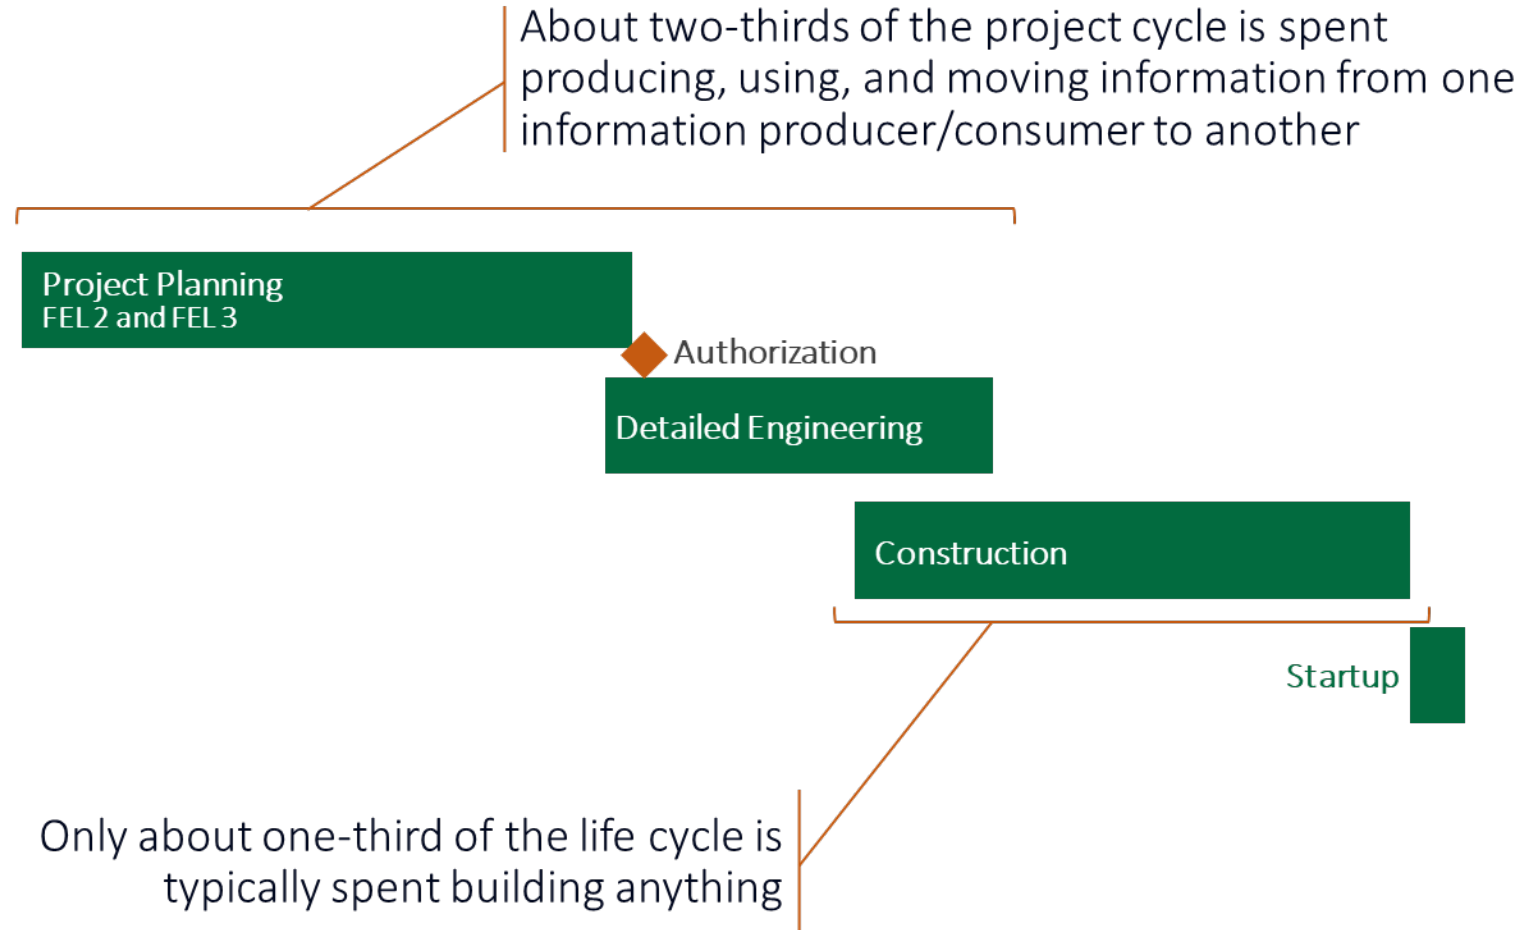 About two-thirds of the project cycle is spent
producing, using, and moving information from one
information producer/consumer to another
Project Planning
FEL 2 and FEL 3
Authorization
Detailed Engineering
Construction
Startup
Only about one-third of the life cycle is
typically spent building anything